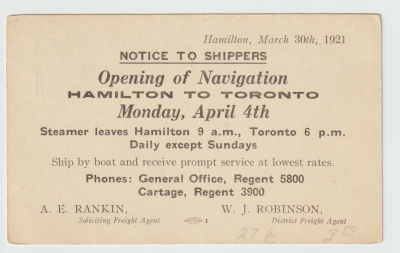 Hamilton, March 30th, 1921
NOTICE TO SHIPPERS
Opening of Navigation
HAMILTON TO TORONTO
Monday, April 4th
Steamer leaves Hamilton 9 a.m., Toronto 6 p.m.
Daily except Sundays
Ship by boat and receive prompt service at lowest rates.
Phones: General Office, Regent 5800
Cartage, Regent 3900
A. E. RANKIN, W. J. ROBINSON,
Soliciting Freight Agent 1 District Freight Agent